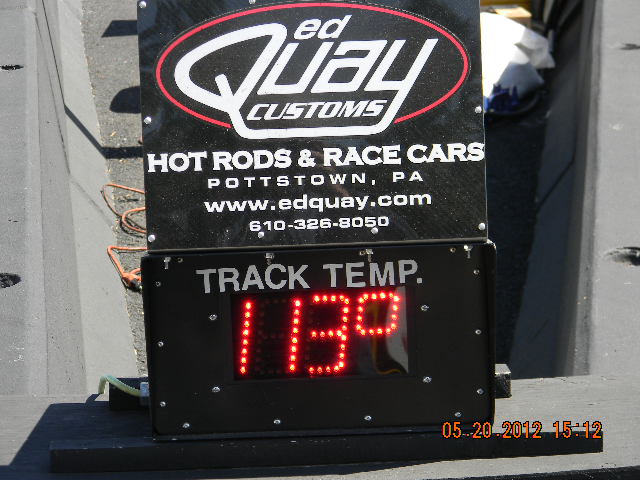 ed
Quay
CUSTOMS
HOT RODS & RACE CARS
POTTSTOWN, PA
www.edquay.com
610-326-8050
TRACK TEMP.
113°
05-20-2012 15:12